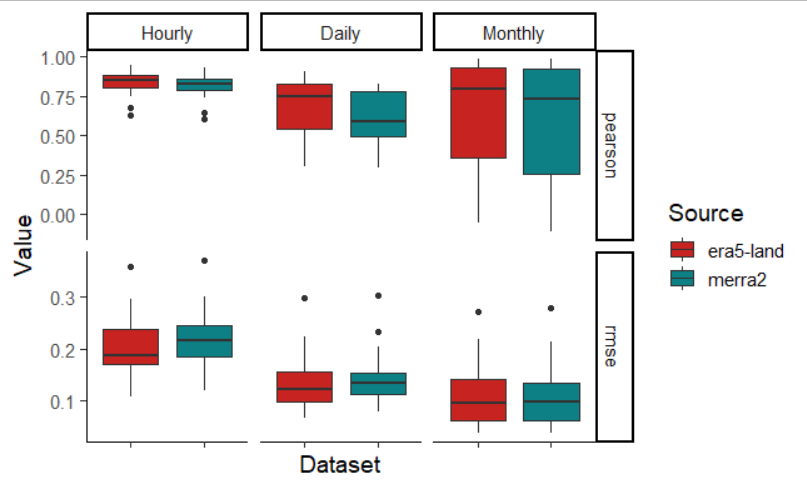 Hourly
Daily
Monthly
1.00
0.75
0.50
0.25
0.00
pearson
Value
0.3
0.2
0.1
rmse
Dataset
Source
era5-land
merra2